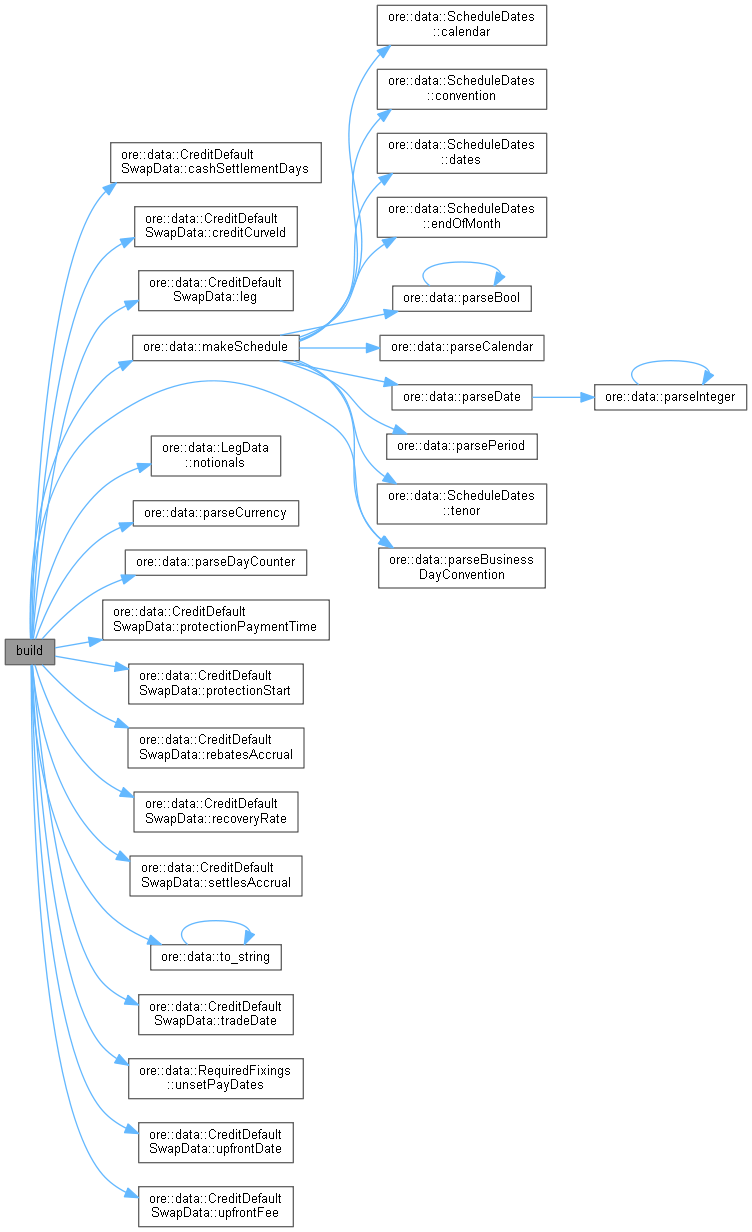 build
ore::data::CreditDefault
SwapData::cashSettlementDays
ore::data::CreditDefault
SwapData::creditCurveId
ore::data::CreditDefault
SwapData::leg
ore::data::makeSchedule
ore::data::LegData
::notionals
ore::data::parseCurrency
ore::data::parseDayCounter
ore::data::CreditDefault
SwapData::protectionPaymentTime
ore::data::CreditDefault
SwapData::protectionStart
ore::data::CreditDefault
SwapData::rebatesAccrual
ore::data::CreditDefault
SwapData::recoveryRate
ore::data::CreditDefault
SwapData::settlesAccrual
ore::data::to_string
ore::data::CreditDefault
SwapData::tradeDate
ore::data::RequiredFixings
::unsetPayDates
ore::data::CreditDefault
SwapData::upfrontDate
ore::data::CreditDefault
SwapData::upfrontFee
ore::data::ScheduleDates
::calendar
ore::data::ScheduleDates
::convention
ore::data::ScheduleDates
::dates
ore::data::ScheduleDates
::endOfMonth
ore::data::parseBool
ore::data::parseCalendar
ore::data::parseDate
ore::data::parsePeriod
ore::data::ScheduleDates
::tenor
ore::data::parseBusiness
DayConvention
ore::data::parseInteger